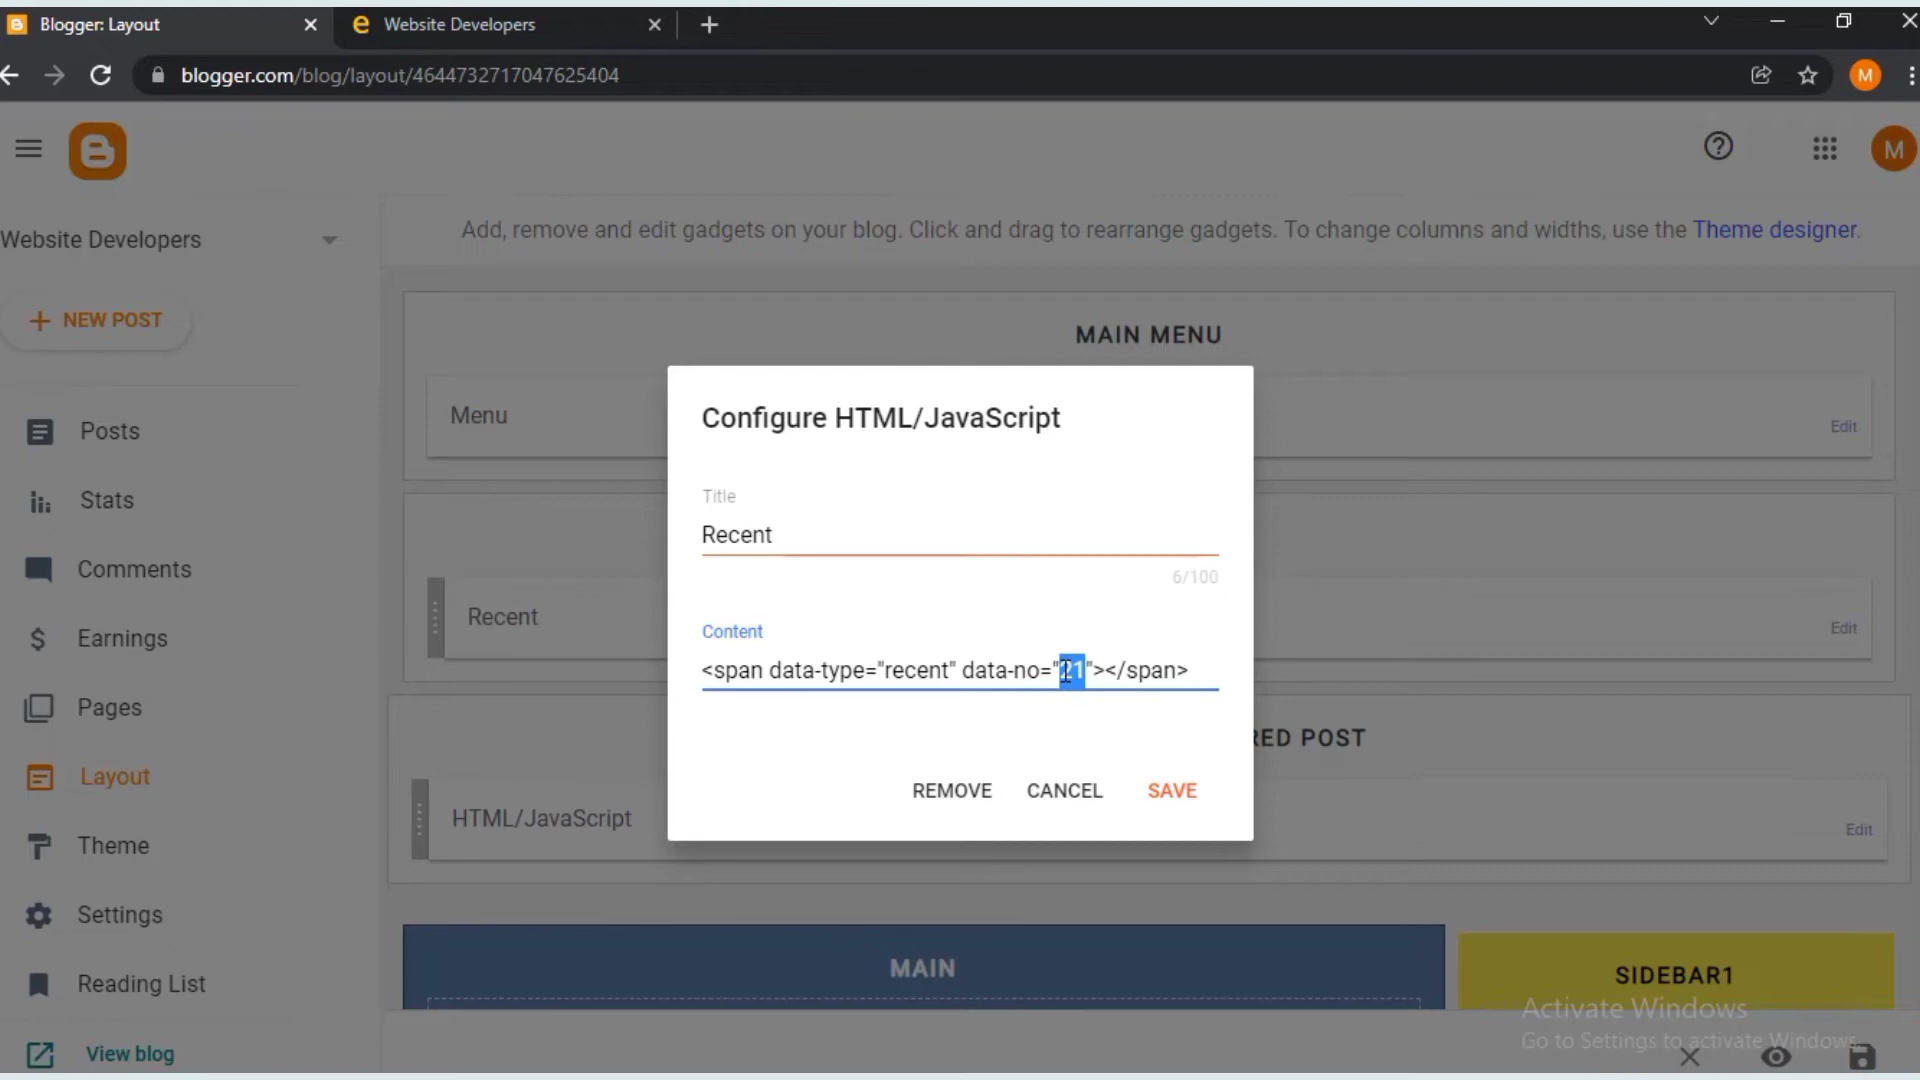 Blogger: Layout
Website Developers
blogger.com/blog/layout/4644732717047625404
M
M
Website Developers
Add, remove and edit gadgets on your blog. Click and drag to rearrange gadgets. To change columns and widths, use the Theme designer.
NEW POST
MAIN MENU
Menu
Edit
Posts
Stats
Comments
Earnings
Pages
Layout
Theme
Settings
Reading List
View blog
Configure HTML/JavaScript
Title
Recent
6/100
Content
<span data-type="recent" data-no="21"></span>
REMOVE
CANCEL
SAVE
Recent
Edit
RED POST
HTML/JavaScript
Edit
MAIN
SIDEBAR1
Activate Windows
Go to Settings to activate Windows.